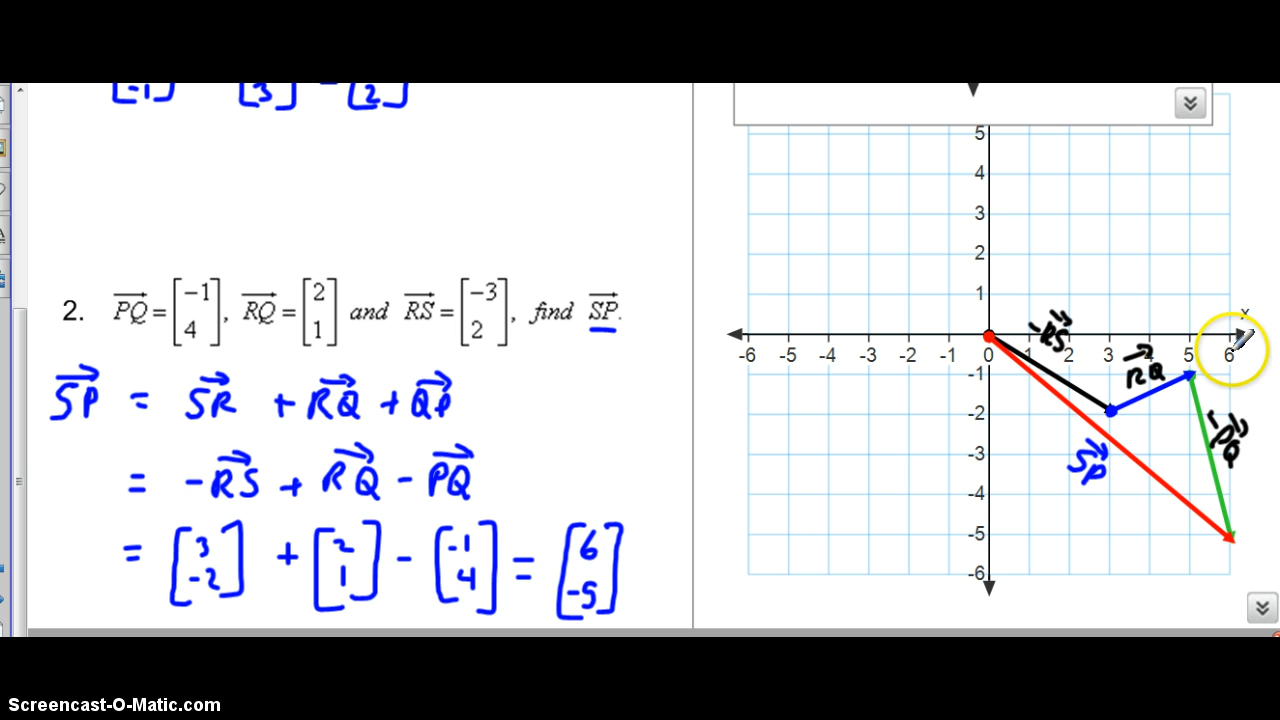 [-1] [3] - [2]
5
4
3
2
1
x
-6 -5 -4 -3 -2 -1 0 1 2 3 4 5 6
-1
-2
-3
-4
-5
-6
-RS
RQ
-PQ
SP
2. PQ = [-1 4], RQ = [2 1] and RS = [-3 2], find SP.
SP = SR + RQ + QP
= -RS + RQ - PQ
= [3 -2] + [2 1] - [-1 4] = [6 -5]
Screencast-O-Matic.com